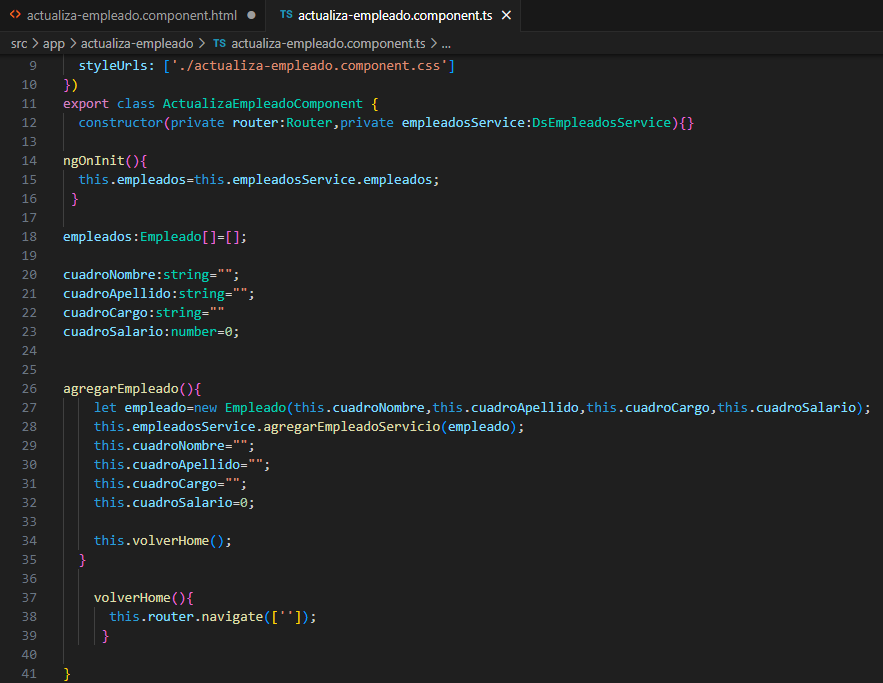 actualiza-empleado.component.html ● TS actualiza-empleado.component.ts ×
src > app > actualiza-empleado > TS actualiza-empleado.component.ts > ...
9 styleUrls: ['./actualiza-empleado.component.css']
10 })
11 export class ActualizaEmpleadoComponent {
12 constructor(private router:Router,private empleadosService:DsEmpleadosService){}
13
14 ngOnInit(){
15 this.empleados=this.empleadosService.empleados;
16 }
17
18 empleados:Empleado[]=[];
19
20 cuadroNombre:string="";
21 cuadroApellido:string="";
22 cuadroCargo:string=""
23 cuadroSalario:number=0;
24
25
26 agregarEmpleado(){
27 let empleado=new Empleado(this.cuadroNombre,this.cuadroApellido,this.cuadroCargo,this.cuadroSalario);
28 this.empleadosService.agregarEmpleadoServicio(empleado);
29 this.cuadroNombre="";
30 this.cuadroApellido="";
31 this.cuadroCargo="";
32 this.cuadroSalario=0;
33
34 this.volverHome();
35 }
36
37 volverHome(){
38 this.router.navigate(['']);
39 }
40
41 }